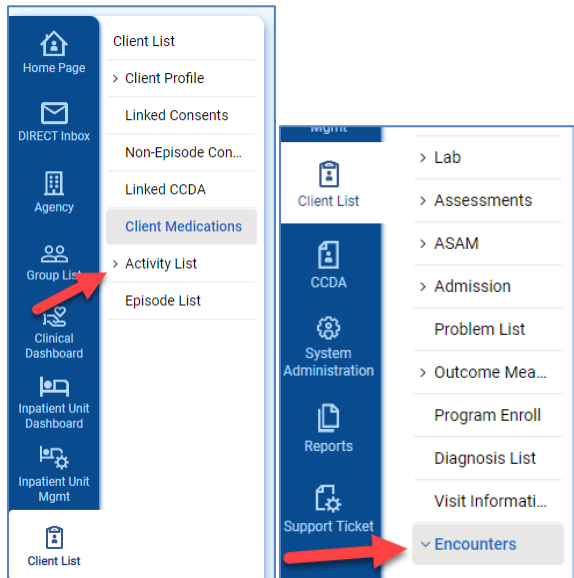 Home Page
DIRECT Inbox
Agency
Group List
Clinical
Dashboard
Inpatient Unit
Dashboard
Inpatient Unit
Mgmt
Client List
Client List
Client Profile
Linked Consents
Non-Episode Con...
Linked CCDA
Client Medications
Activity List
Episode List
Mgmt
Client List
CCDA
System
Administration
Reports
Support Ticket
Lab
Assessments
ASAM
Admission
Problem List
Outcome Mea...
Program Enroll
Diagnosis List
Visit Informati...
Encounters